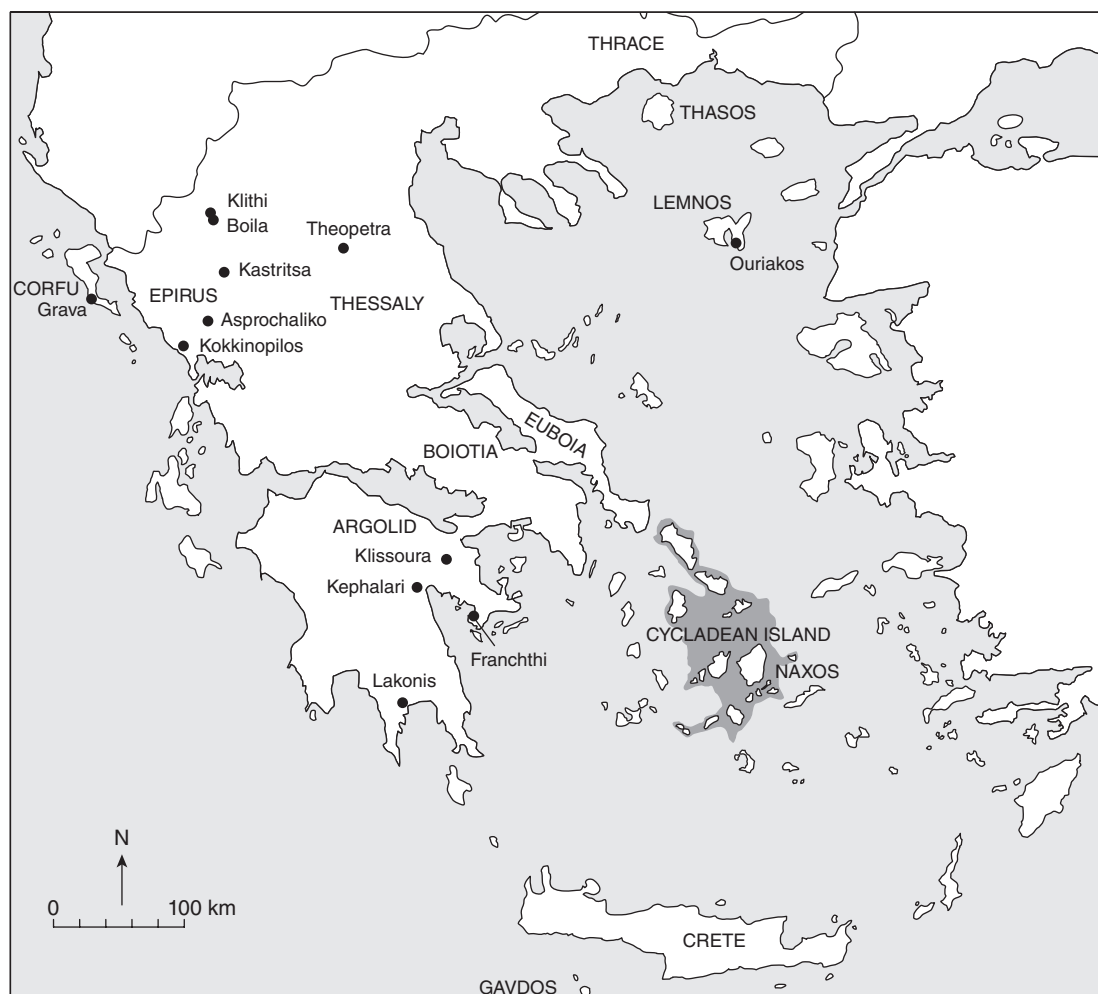 THRACE
THASOS
LEMNOS
Ouriakos
Klithi
Boila
Theopetra
Kastritsa
CORFU
Grava
EPIRUS
THESSALY
Asprochaliko
Kokkinopilos
EUBOIA
BOIOTIA
ARGOLID
Klissoura
Kephalari
Franchthi
CYCLADEAN ISLAND
NAXOS
Lakonis
N
0 100 km
CRETE
GAVDOS